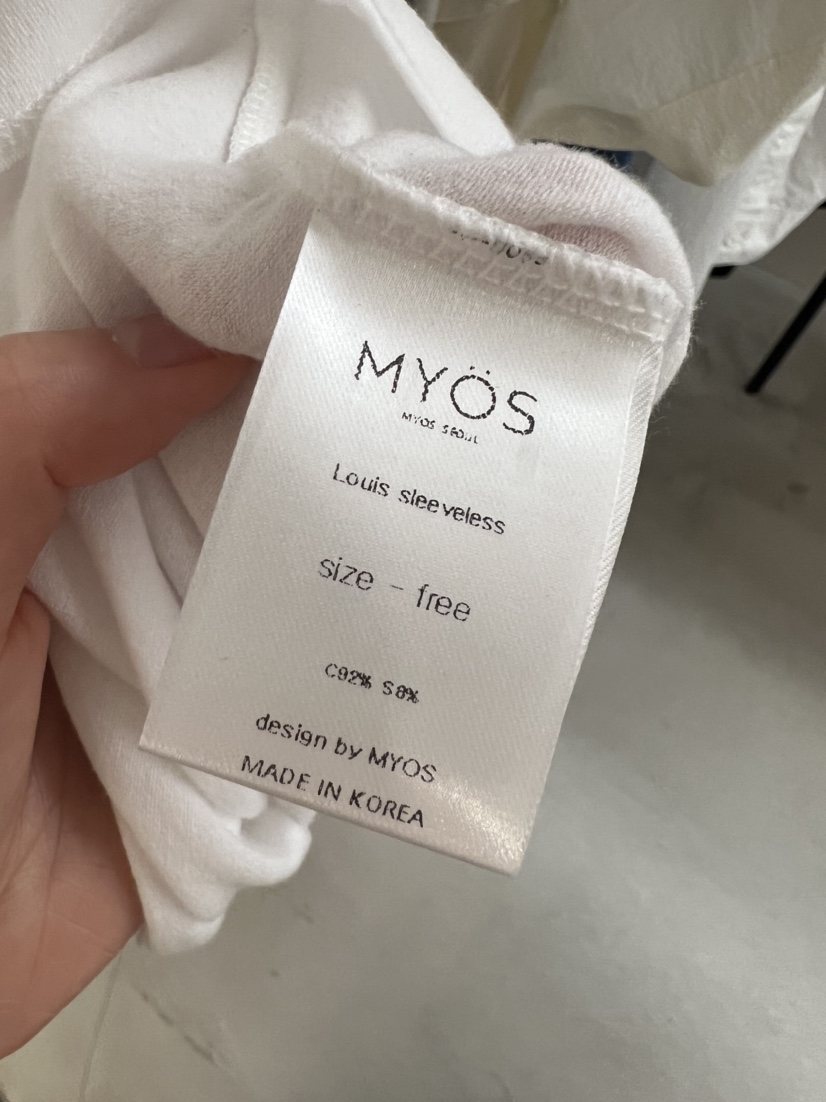 MYÖS
MYOS SEOUL
Louis sleeveless
size - free
C92% S8%
design by MYOS
MADE IN KOREA